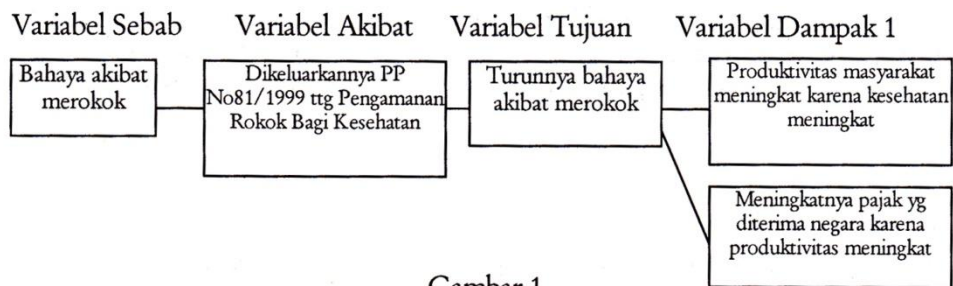 Variabel Sebab
Variabel Akibat
Variabel Tujuan
Variabel Dampak 1
Bahaya akibat
merokok
Dikeluarkannya PP
No81/1999 ttg Pengamanan
Rokok Bagi Kesehatan
Turunnya bahaya
akibat merokok
Produktivitas masyarakat
meningkat karena kesehatan
meningkat
Meningkatnya pajak yg
diterima negara karena
produktivitas meningkat
Gambar 1